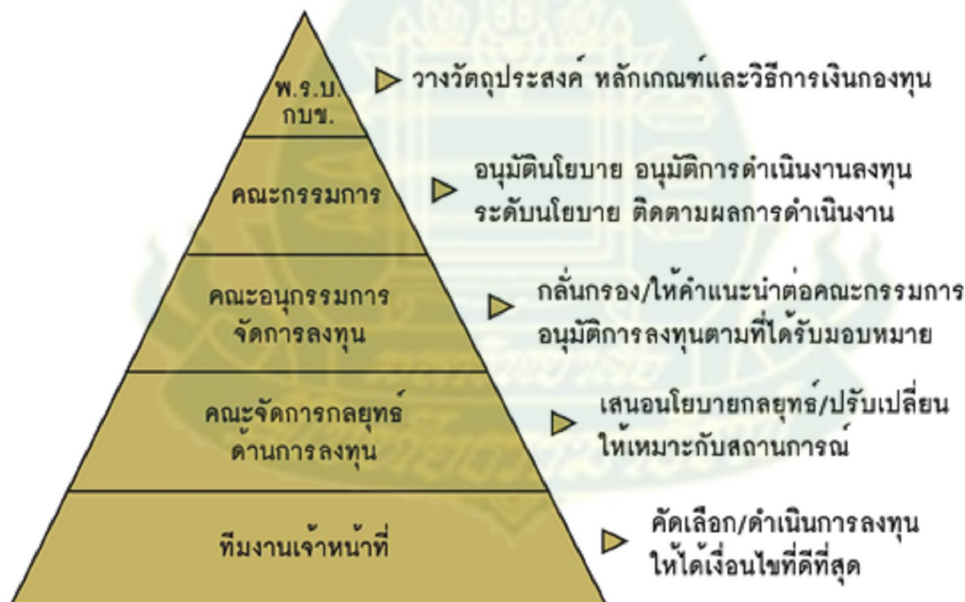 พ.ร.บ.
กบข.
วางวัตถุประสงค์ หลักเกณฑ์และวิธีการเงินกองทุน
คณะกรรมการ
อนุมัตินโยบาย อนุมัติการดำเนินงานลงทุน
ระดับนโยบาย ติดตามผลการดำเนินงาน
คณะอนุกรรมการ
จัดการลงทุน
กลั่นกรอง/ให้คำแนะนำต่อคณะกรรมการ
อนุมัติการลงทุนตามที่ได้รับมอบหมาย
คณะจัดการกลยุทธ์
ด้านการลงทุน
เสนอนโยบายกลยุทธ์/ปรับเปลี่ยน
ให้เหมาะกับสถานการณ์
ทีมงานเจ้าหน้าที่
คัดเลือก/ดำเนินการลงทุน
ให้ได้เงื่อนไขที่ดีที่สุด